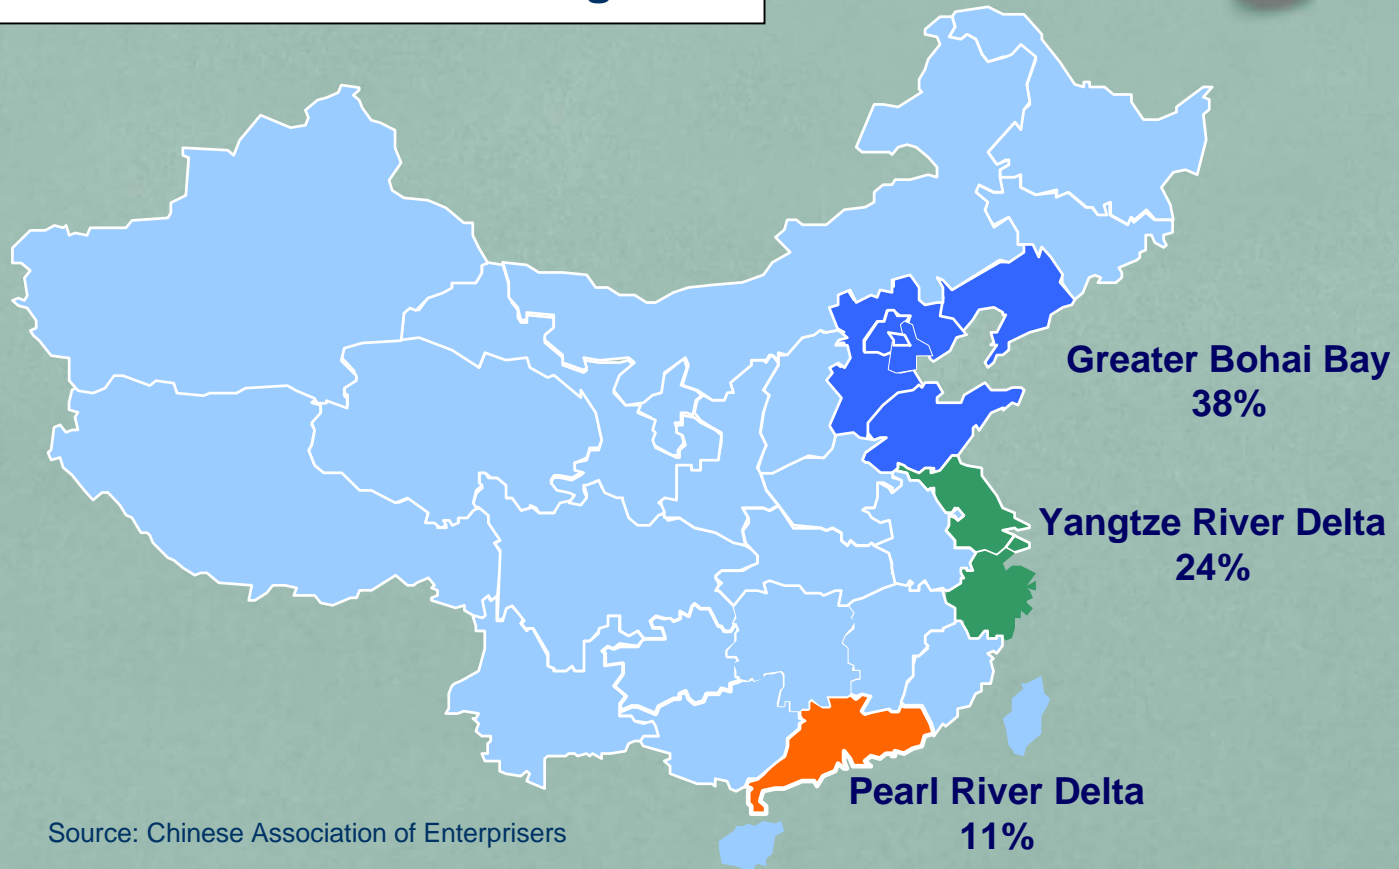 Greater Bohai Bay
38%
Yangtze River Delta
24%
Pearl River Delta
11%
Source: Chinese Association of Enterprisers